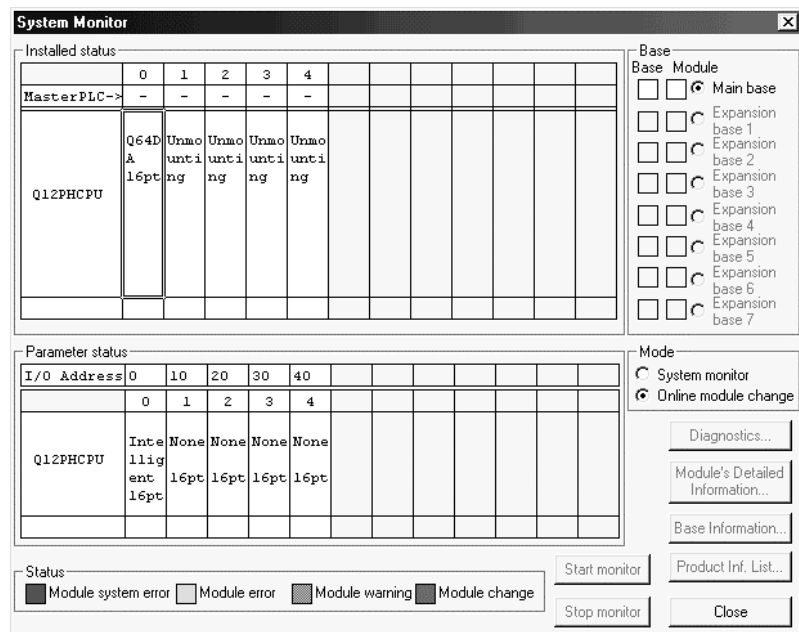 System Monitor
Installed status
0 1 2 3 4
MasterPLC-> - - - - -
Q12PHCPU
Q64D
A
16pt
Unmo
unti
ng
Unmo
unti
ng
Unmo
unti
ng
Unmo
unti
ng
Base
Base Module
Main base
Expansion
base 1
Expansion
base 2
Expansion
base 3
Expansion
base 4
Expansion
base 5
Expansion
base 6
Expansion
base 7
Parameter status
I/O Address 0 10 20 30 40
0 1 2 3 4
Q12PHCPU
Inte
llig
ent
16pt
None
16pt
None
16pt
None
16pt
None
16pt
Mode
System monitor
Online module change
Diagnostics...
Module's Detailed
Information...
Base Information...
Product Inf. List...
Status
Module system error Module error Module warning Module change
Start monitor
Stop monitor
Close